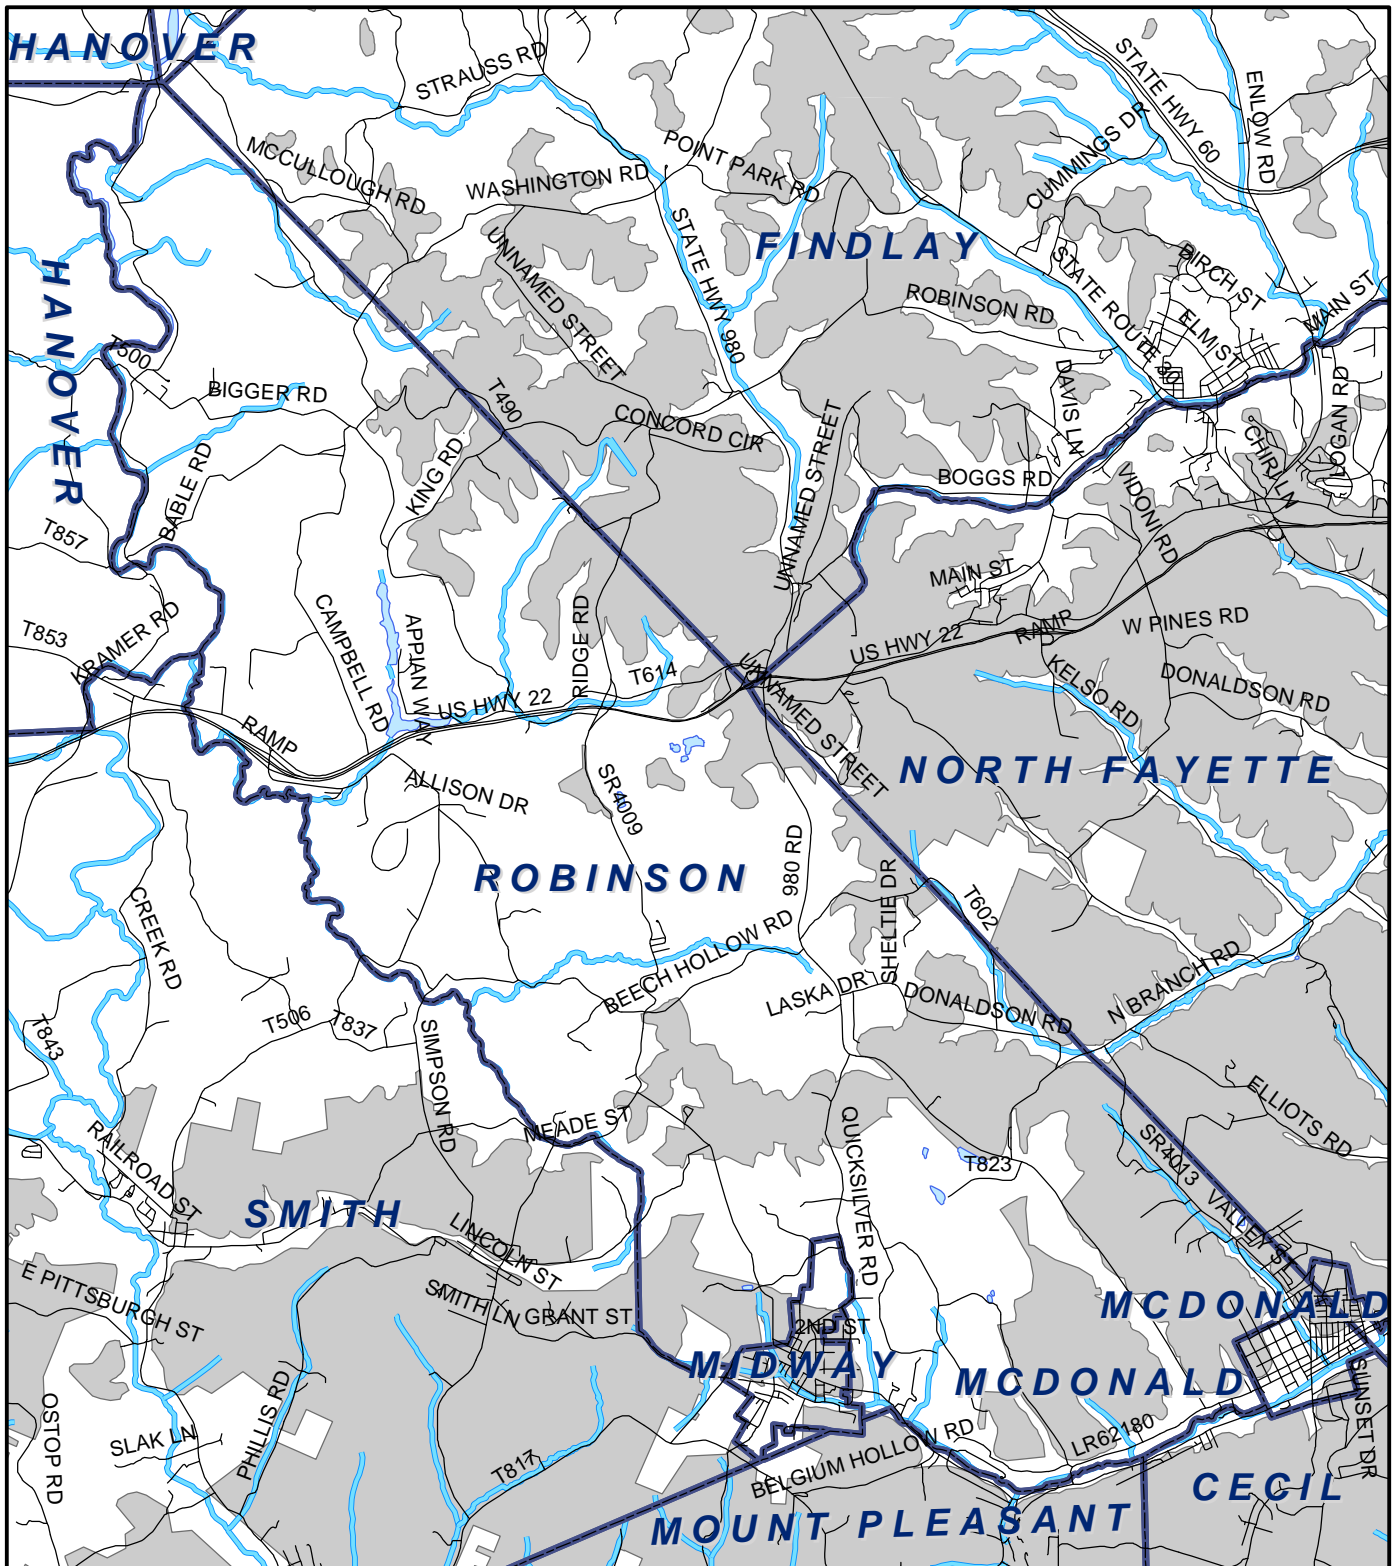 HANOVER
STRAUSS RD
STATE HWY 60
ENLOW RD
CUMMINGS DR
MCCULLOUGH RD
WASHINGTON RD
POINT PARK RD
FINDLAY
STATE HWY 980
UNNAMED STREET
HANOVER
BIRCH ST
STATE ROUTE 30
ROBINSON RD
ELM ST
MAIN ST
T500
BIGGER RD
T490
CONCORD CIR
DAVIS LN
LOGAN RD
CHIRI LN
KING RD
UNNAMED STREET
BOGGS RD
VIDONI RD
BABLE RD
T857
MAIN ST
KRAMER RD
T853
CAMPBELL RD
APPIAN WAY
RIDGE RD
T614
US HWY 22
RAMP
W PINES RD
KELSO RD
DONALDSON RD
US HWY 22
RAMP
UNNAMED STREET
NORTH FAYETTE
ALLISON DR
SR4009
ROBINSON
980 RD
SHELTIE DR
T602
CREEK RD
BEECH HOLLOW RD
LASKA DR
DONALDSON RD
N BRANCH RD
T843
T506
T837
SIMPSON RD
MEADE ST
QUICKSILVER RD
ELLIOTS RD
T823
SR4013
VALLEY ST
RAILROAD ST
SMITH
LINCOLN ST
SMITH LN
GRANT ST
E PITTSBURGH ST
2ND ST
MCDONALD
MIDWAY
MCDONALD
SUNSET DR
OSTOP RD
SLAK LN
PHILLIS RD
T817
BELGIUM HOLLOW RD
LR62180
CECIL
MOUNT PLEASANT